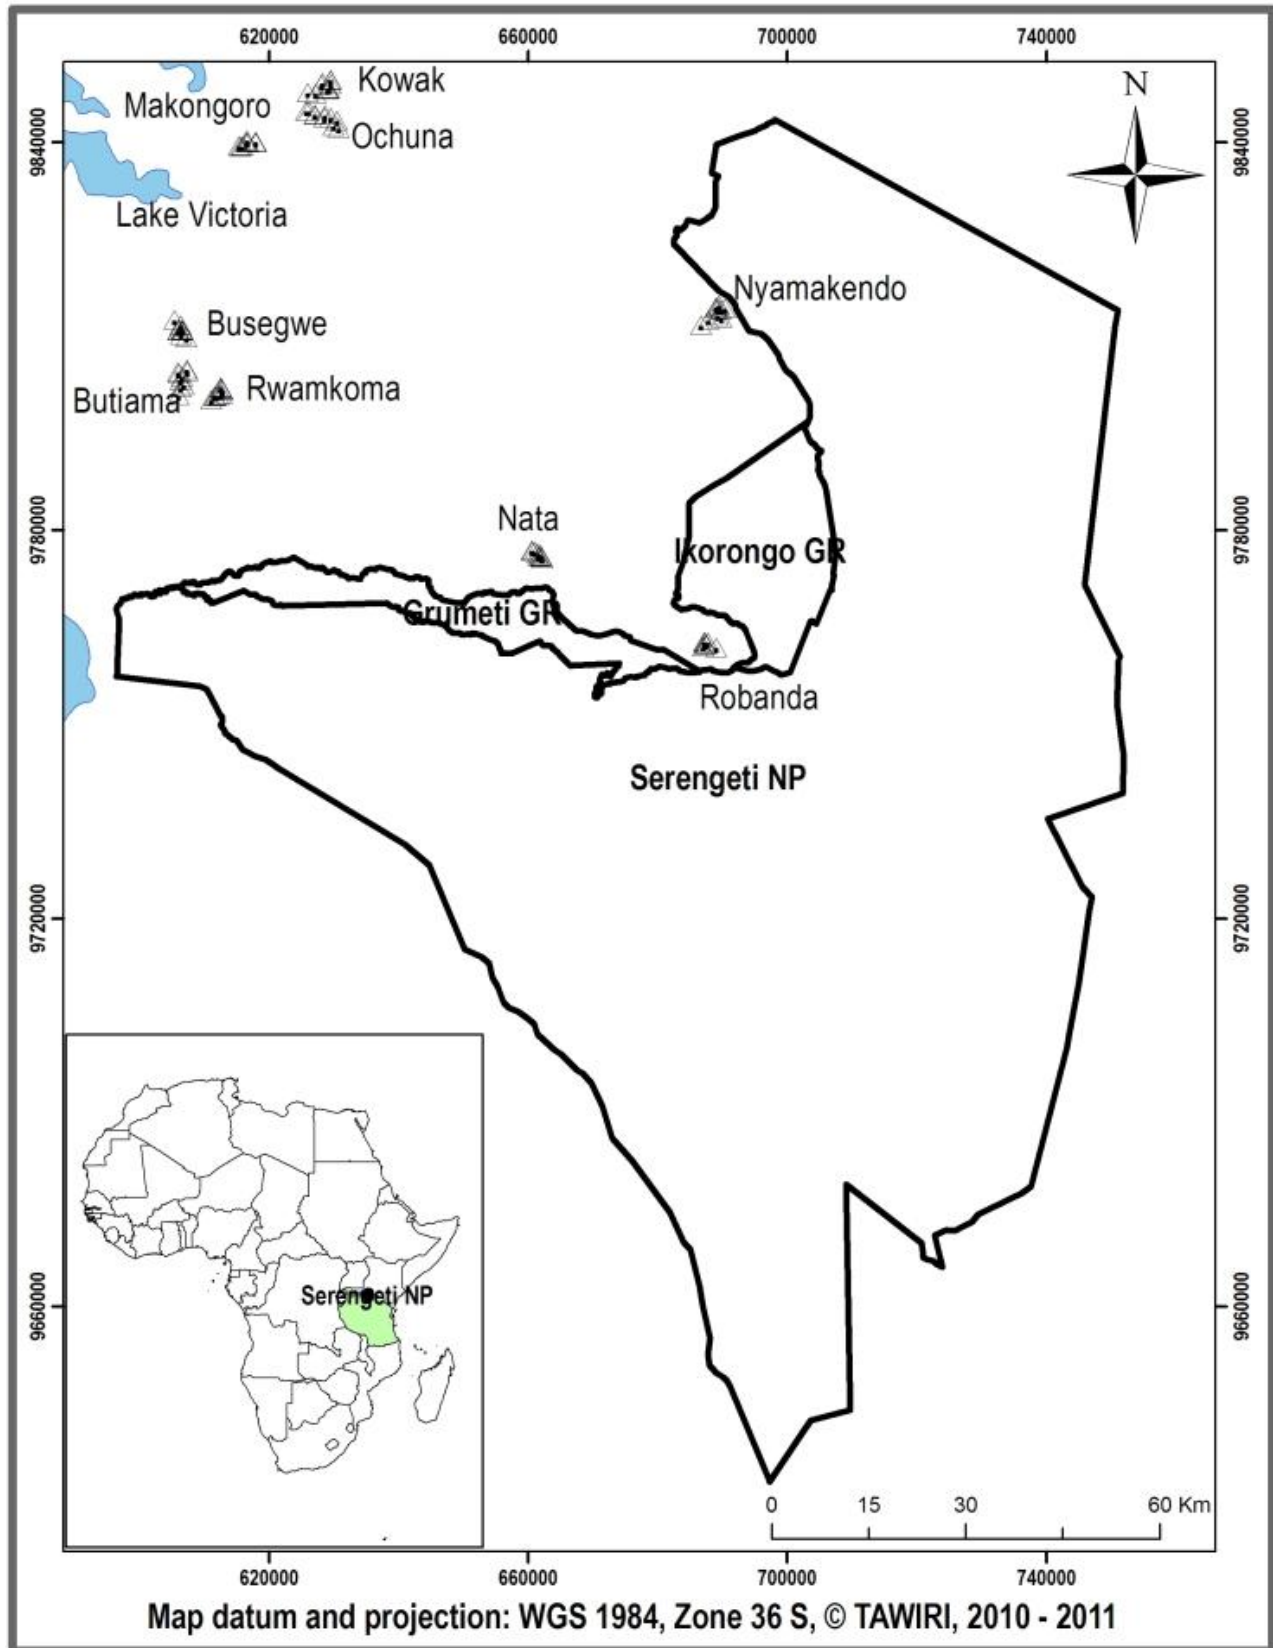 620000 660000 700000 740000
Kowak
Makongoro
N
Ochuna
9840000 9840000
Lake Victoria
Nyamakendo
Busegwe
Rwamkoma
Butiama
Nata
9780000 9780000
Ikorongo GR
Grumeti GR
Robanda
Serengeti NP
9720000 9720000
Serengeti NP
9660000 9660000
0 15 30 60 Km
620000 660000 700000 740000
Map datum and projection: WGS 1984, Zone 36 S, © TAWIRI, 2010 - 2011